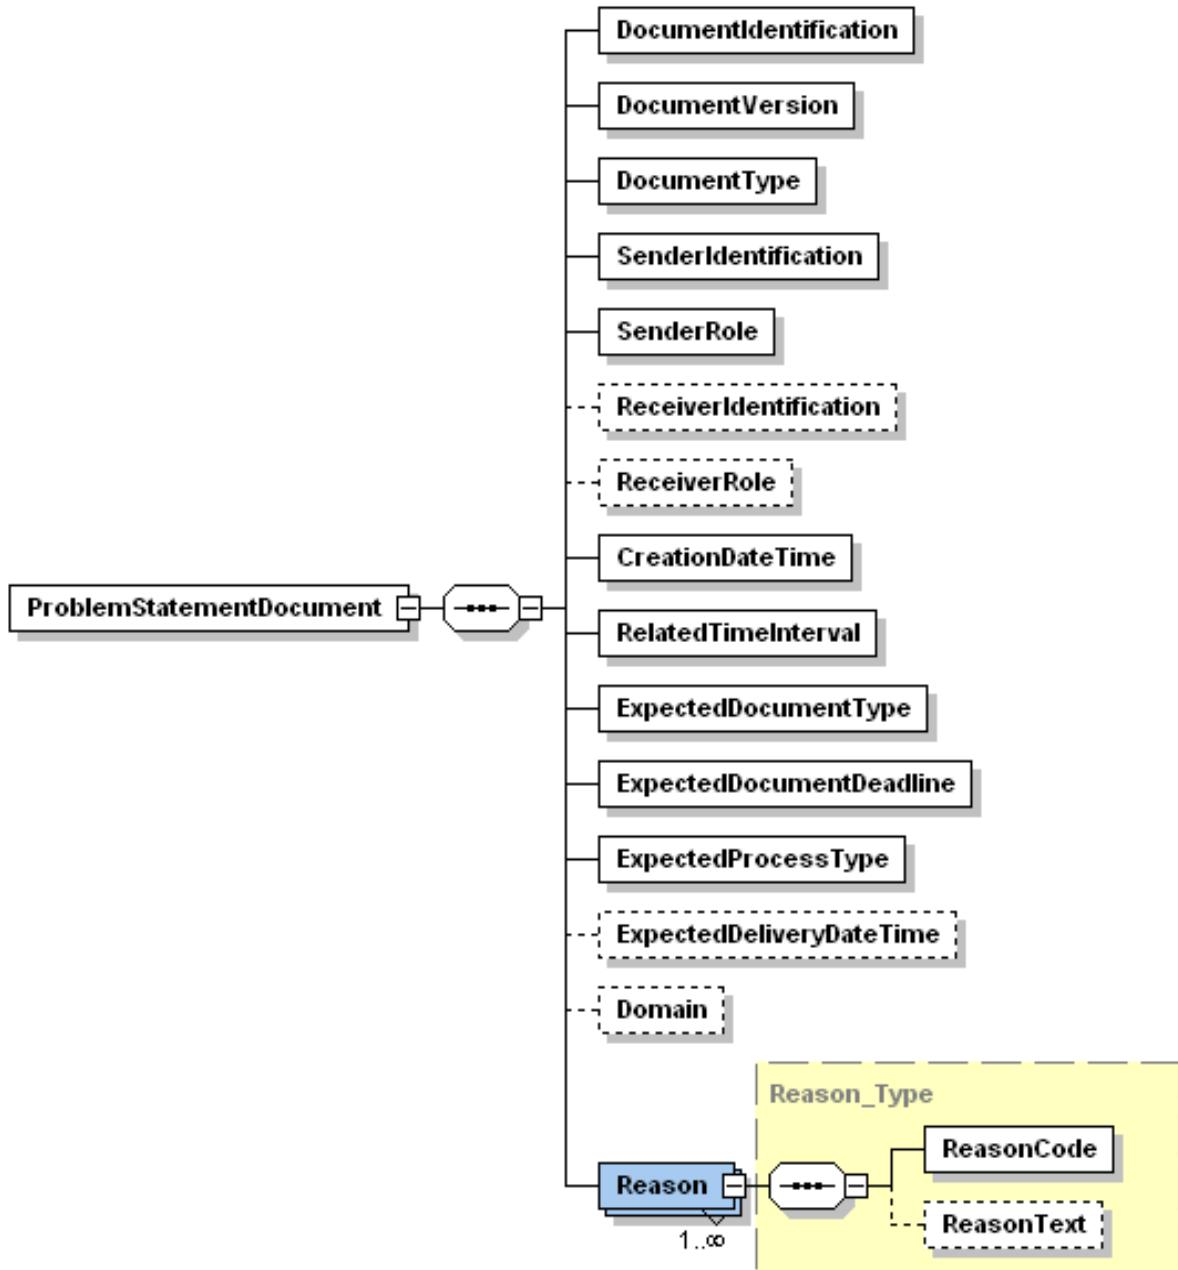 DocumentIdentification
DocumentVersion
DocumentType
SenderIdentification
SenderRole
ReceiverIdentification
ReceiverRole
CreationDateTime
ProblemStatementDocument
RelatedTimeInterval
ExpectedDocumentType
ExpectedDocumentDeadline
ExpectedProcessType
ExpectedDeliveryDateTime
Domain
Reason_Type
ReasonCode
Reason
ReasonText
1..∞